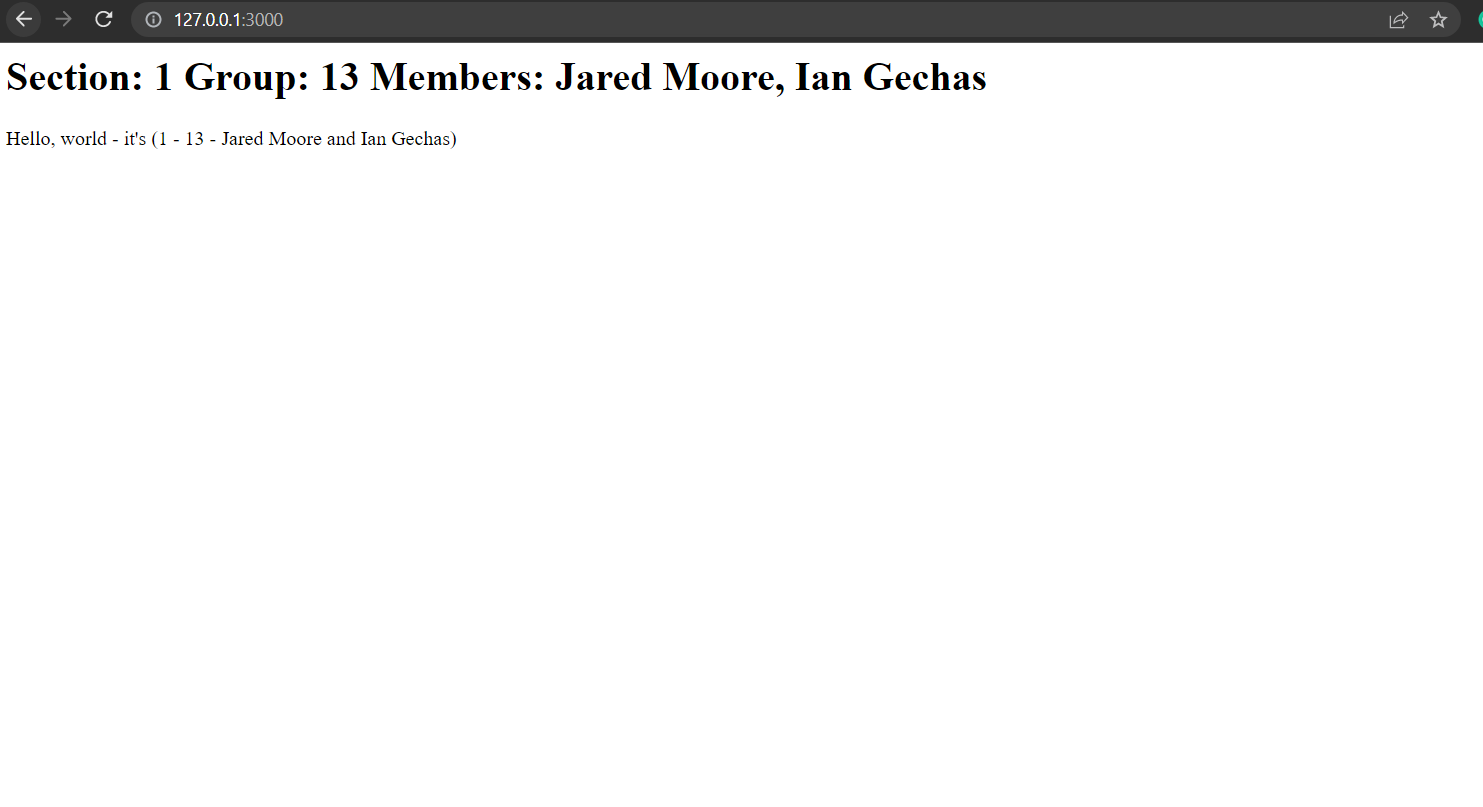 127.0.0.1:3000
Section: 1 Group: 13 Members: Jared Moore, Ian Gechas
Hello, world - it's (1 - 13 - Jared Moore and Ian Gechas)